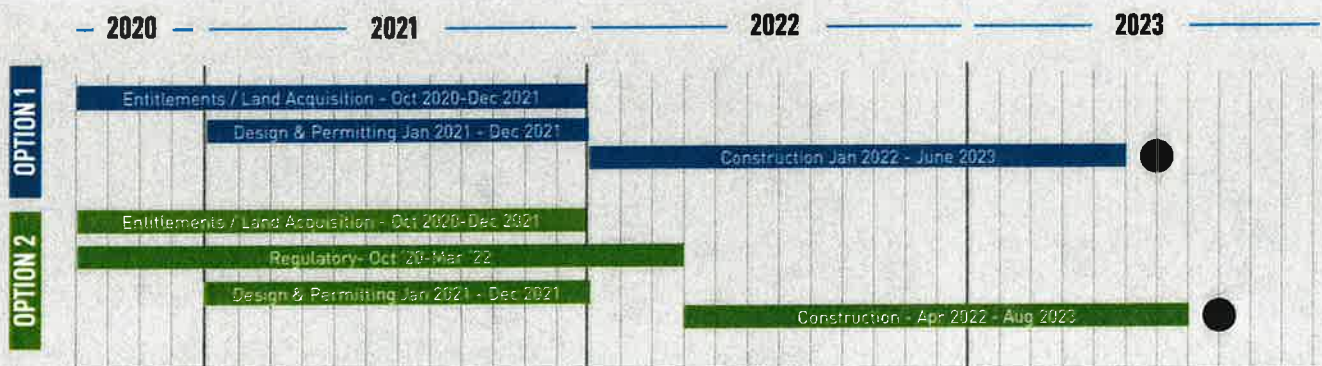 2020 2021 2022 2023
OPTION 1
Entitlements / Land Acquisition - Oct 2020-Dec 2021
Design & Permitting Jan 2021 - Dec 2021
Construction Jan 2022 - June 2023
OPTION 2
Entitlements / Land Acquisition - Oct 2020-Dec 2021
Regulatory- Oct '20-Mar '22
Design & Permitting Jan 2021 - Dec 2021
Construction - Apr 2022 - Aug 2023